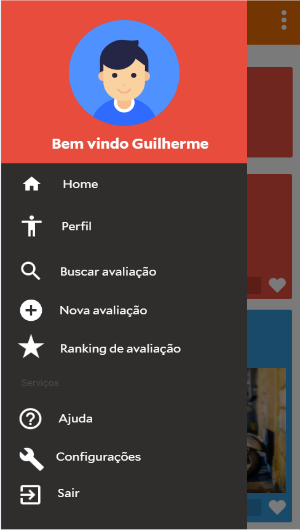 Bem vindo Guilherme
Home
Perfil
Buscar avaliação
Nova avaliação
Ranking de avaliação
Serviços
Ajuda
Configurações
Sair